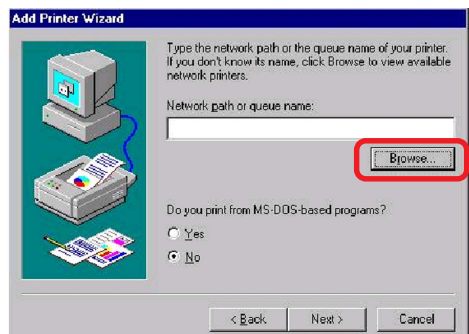 Add Printer Wizard
Type the network path or the queue name of your printer.
If you don't know its name, click Browse to view available
network printers.
Network path or queue name:
Browse...
Do you print from MS-DOS-based programs?
Yes
No
< Back
Next >
Cancel